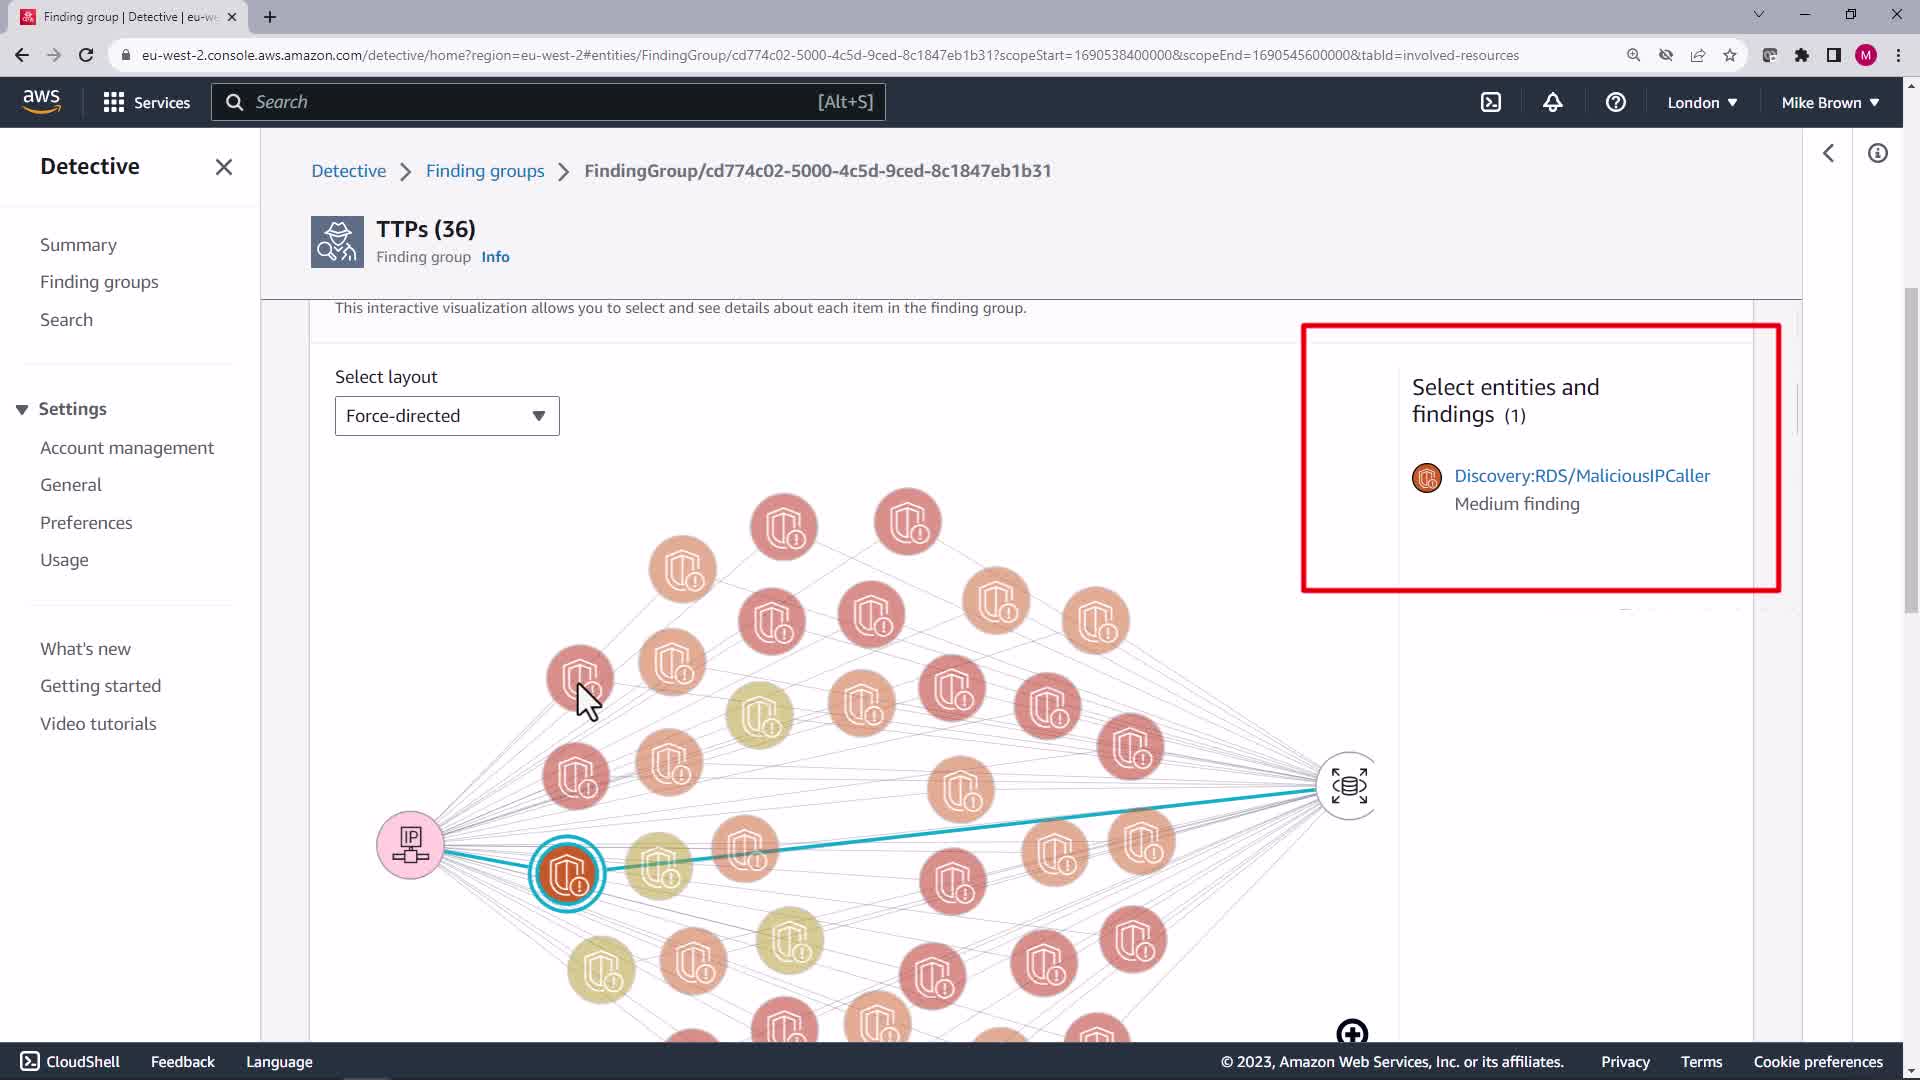 Finding group | Detective | eu-we
eu-west-2.console.aws.amazon.com/detective/home?region=eu-west-2#entities/FindingGroup/cd774c02-5000-4c5d-9ced-8c1847eb1b31?scopeStart=1690538400000&scopeEnd=1690545600000&tabId=involved-resources
M
aws
Services
Search
[Alt+S]
London
Mike Brown
Detective
Detective
Finding groups
FindingGroup/cd774c02-5000-4c5d-9ced-8c1847eb1b31
TTPs (36)
Finding group Info
Summary
Finding groups
Search
Settings
Account management
General
Preferences
Usage
What's new
Getting started
Video tutorials
This interactive visualization allows you to select and see details about each item in the finding group.
Select layout
Force-directed
Select entities and
findings (1)
Discovery:RDS/MaliciousIPCaller
Medium finding
IP
CloudShell
Feedback
Language
© 2023, Amazon Web Services, Inc. or its affiliates.
Privacy
Terms
Cookie preferences